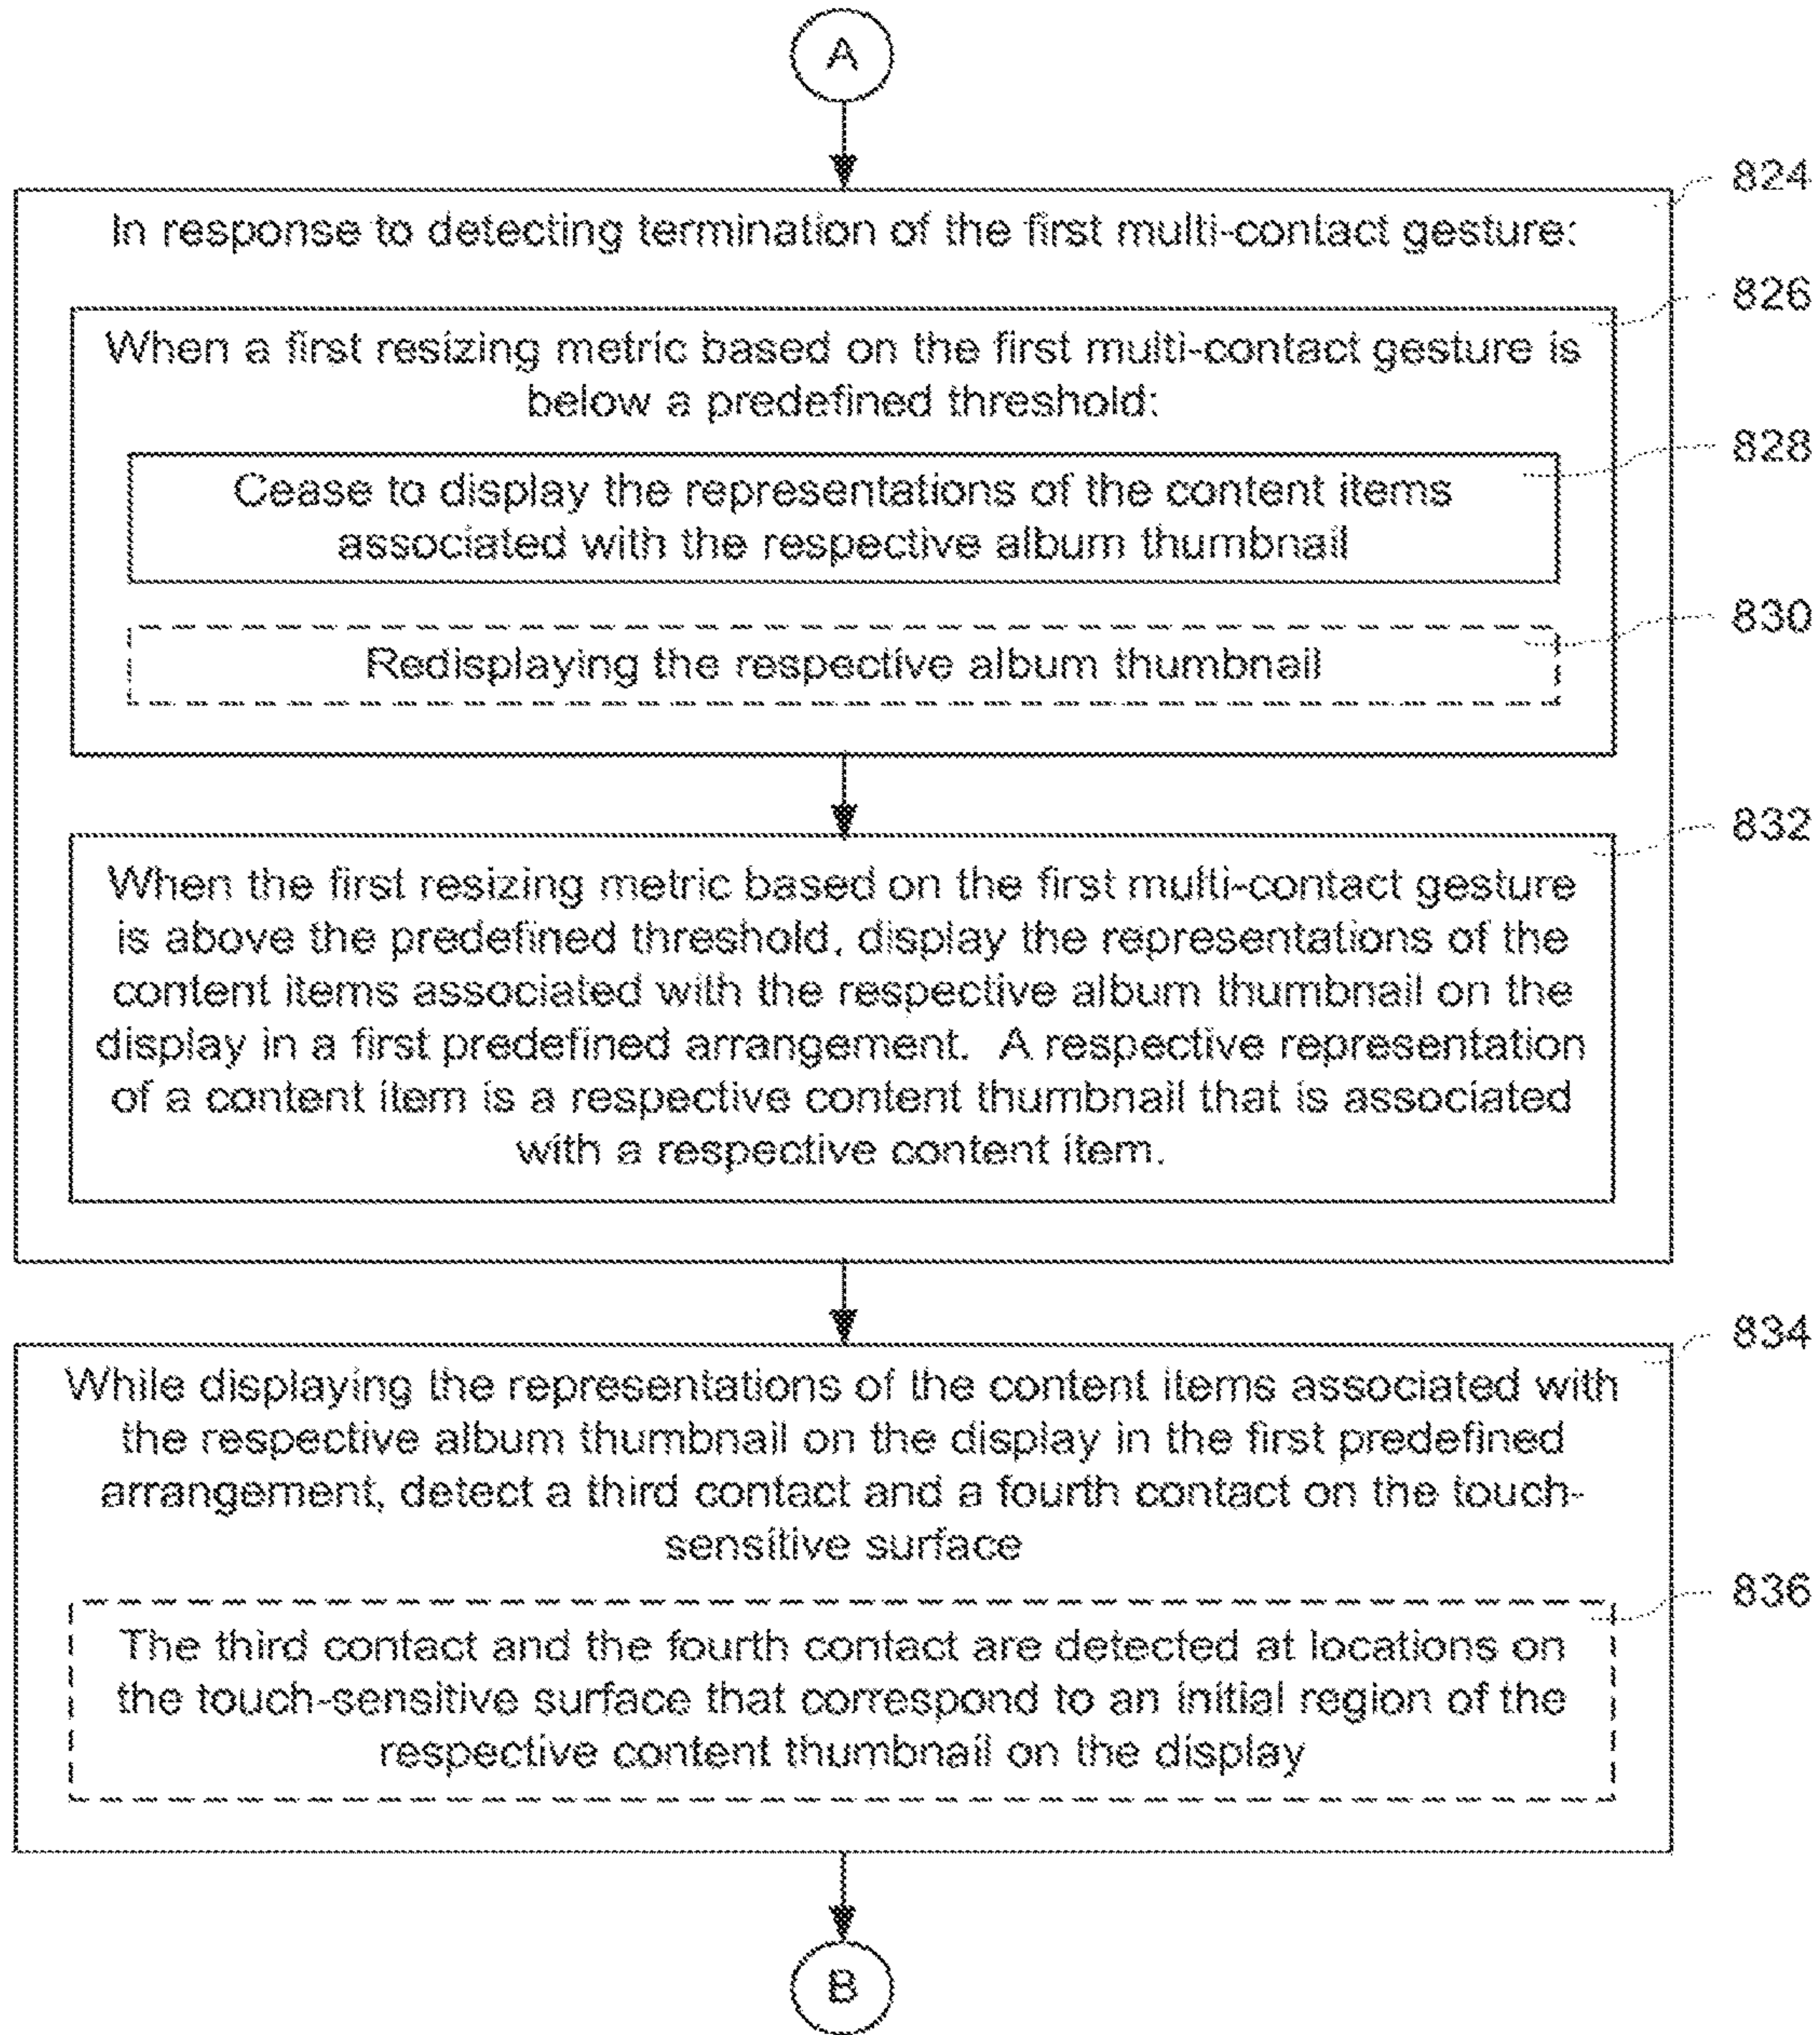 A
824
In response to detecting termination of the first multi-contact gesture:
826
When a first resizing metric based on the first multi-contact gesture is
below a predefined threshold:
828
Cease to display the representations of the content items
associated with the respective album thumbnail
830
Redisplaying the respective album thumbnail
832
When the first resizing metric based on the first multi-contact gesture
is above the predefined threshold, display the representations of the
content items associated with the respective album thumbnail on the
display in a first predefined arrangement. A respective representation
of a content item is a respective content thumbnail that is associated
with a respective content item.
834
While displaying the representations of the content items associated with
the respective album thumbnail on the display in the first predefined
arrangement, detect a third contact and a fourth contact on the touch-
sensitive surface
836
The third contact and the fourth contact are detected at locations on
the touch-sensitive surface that correspond to an initial region of the
respective content thumbnail on the display
B